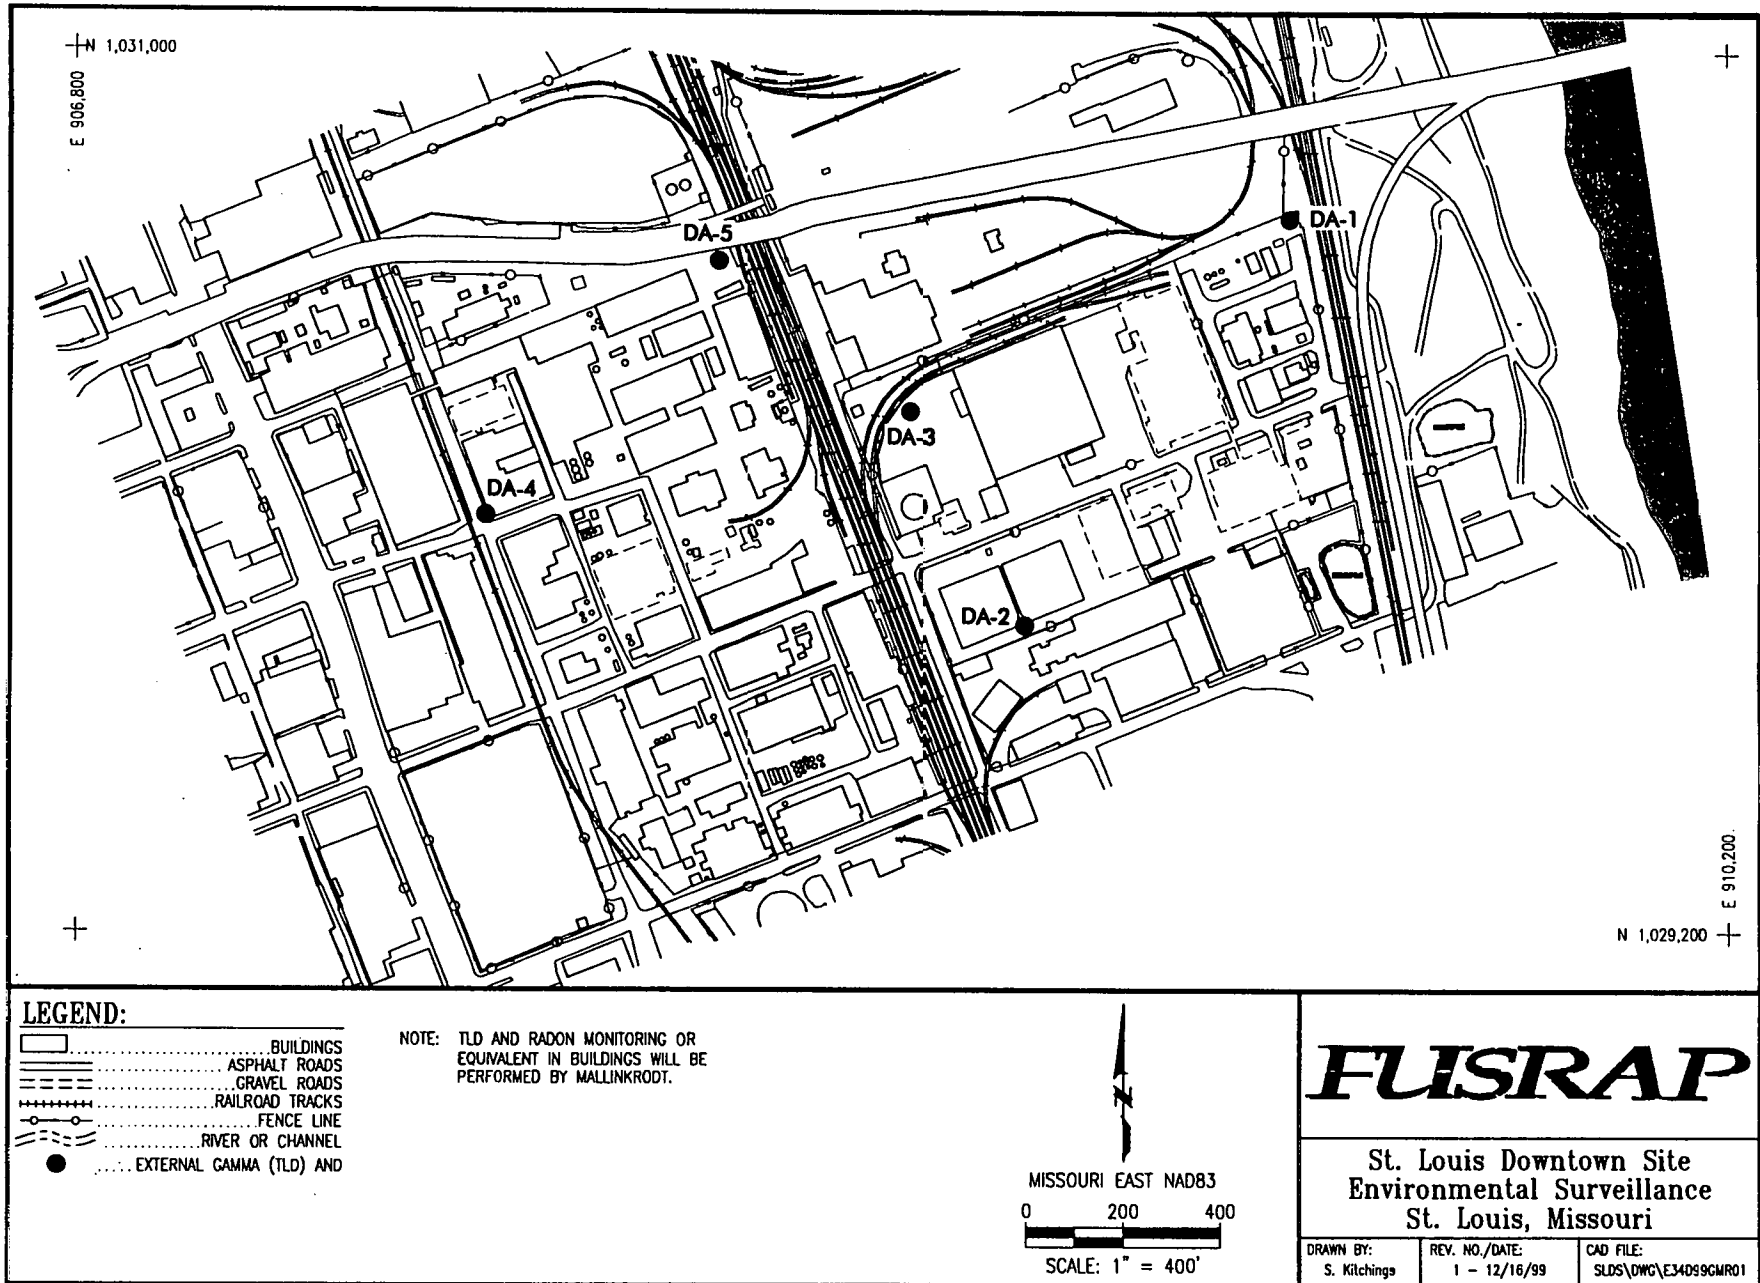 N 1,031,000
E 906,800
DA-5
DA-1
DA-3
DA-4
DA-2
E 910,200.
N 1,029,200
LEGEND:
BUILDINGS
ASPHALT ROADS
GRAVEL ROADS
RAILROAD TRACKS
FENCE LINE
RIVER OR CHANNEL
EXTERNAL GAMMA (TLD) AND
NOTE: TLD AND RADON MONITORING OR
EQUIVALENT IN BUILDINGS WILL BE
PERFORMED BY MALLINKRODT.
N
MISSOURI EAST NAD83
0 200 400
SCALE: 1" = 400'
FUSRAP
St. Louis Downtown Site
Environmental Surveillance
St. Louis, Missouri
DRAWN BY:
S. Kitchings
REV. NO./DATE:
1 - 12/16/99
CAD FILE:
SLDS\DWG\E34D99GMR01